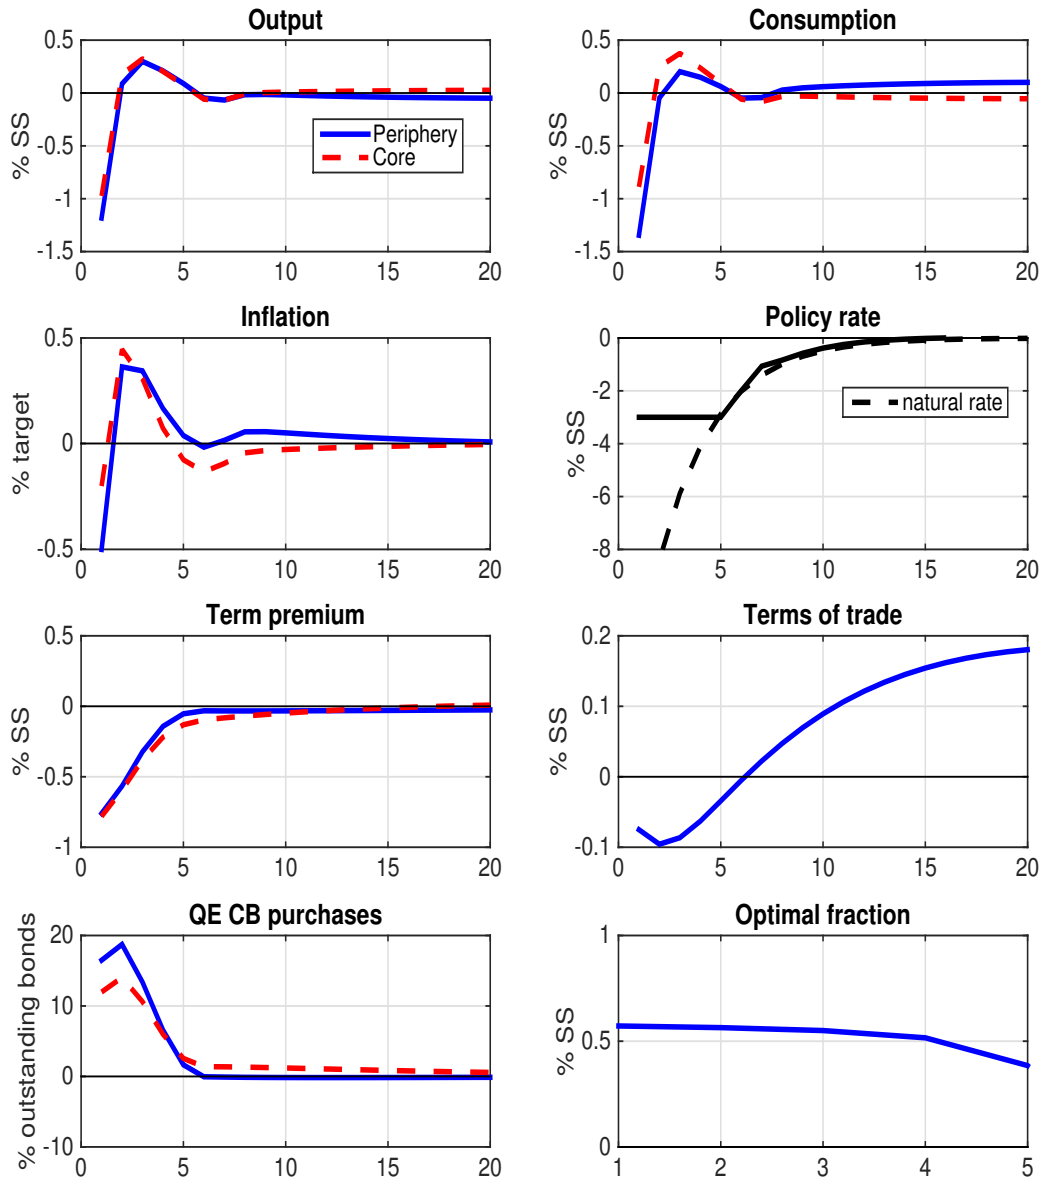 Output
0.5
0
-0.5
-1
-1.5
% SS
Periphery
Core
0 5 10 15 20
Consumption
0.5
0
-0.5
-1
-1.5
% SS
0 5 10 15 20
Inflation
0.5
0
-0.5
% target
0 5 10 15 20
Policy rate
0
-2
-4
-6
-8
% SS
natural rate
0 5 10 15 20
Term premium
0.5
0
-0.5
-1
% SS
0 5 10 15 20
Terms of trade
0.2
0.1
0
-0.1
% SS
0 5 10 15 20
QE CB purchases
20
10
0
-10
% outstanding bonds
0 5 10 15 20
Optimal fraction
1
0.5
0
% SS
1 2 3 4 5